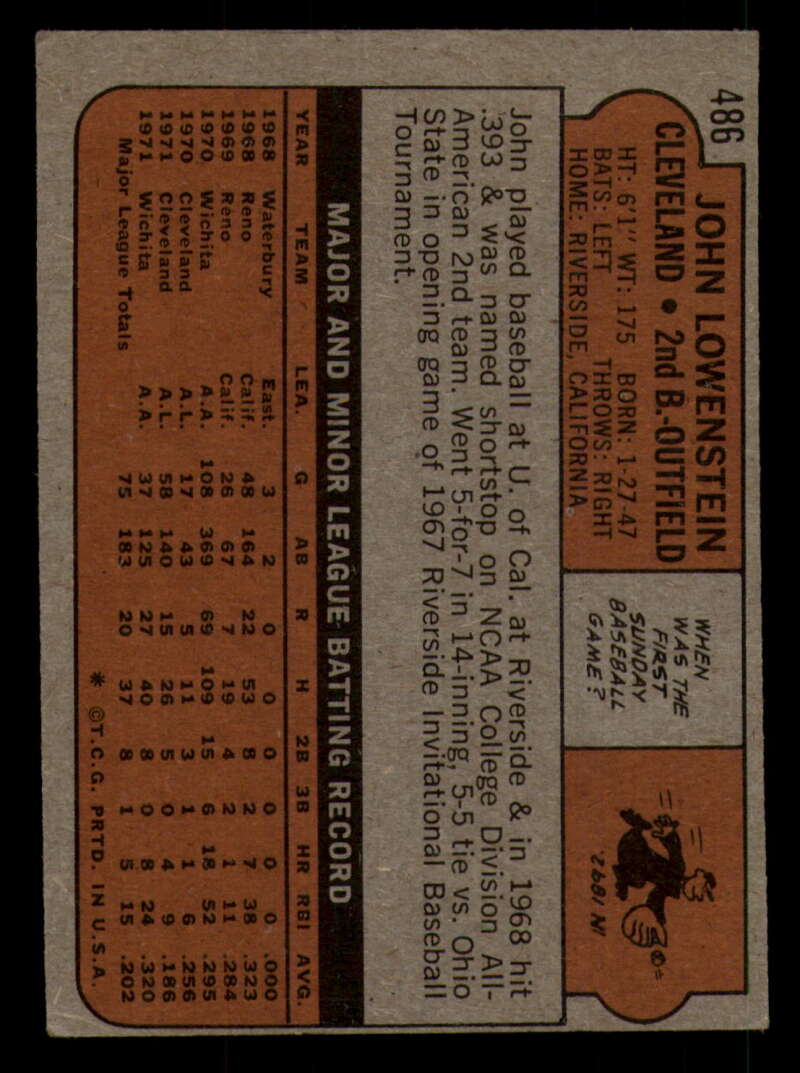 486
JOHN LOWENSTEIN
CLEVELAND • 2nd B.-OUTFIELD
HT: 6'1" WT: 175 BORN: 1-27-47
BATS: LEFT THROWS: RIGHT
HOME: RIVERSIDE, CALIFORNIA
WHEN
WAS THE
FIRST
SUNDAY
BASEBALL
GAME?
IN 1892.
John played baseball at U. of Cal. at Riverside & in 1968 hit
.393 & was named shortstop on NCAA College Division All-
American 2nd team. Went 5-for-7 in 14-inning, 5-5 tie vs. Ohio
State in opening game of 1967 Riverside Invitational Baseball
Tournament.
MAJOR AND MINOR LEAGUE BATTING RECORD
YEAR TEAM LEA. G AB R H 2B 3B HR RBI AVG.
1968 Waterbury East. 3 2 0 0 0 0 0 0 .000
1968 Reno Calif. 48 164 22 53 8 2 7 38 .323
1969 Reno Calif. 26 67 7 19 4 2 1 11 .284
1970 Wichita A.A. 108 369 69 109 15 6 18 52 .295
1970 Cleveland A.L. 17 43 5 11 3 1 1 6 .256
1971 Cleveland A.L. 58 140 15 26 5 0 4 9 .186
1971 Wichita A.A. 37 125 27 40 8 0 8 24 .320
Major League Totals 75 183 20 37 8 1 5 15 .202
* ©T.C.G. PRTD. IN U.S.A.